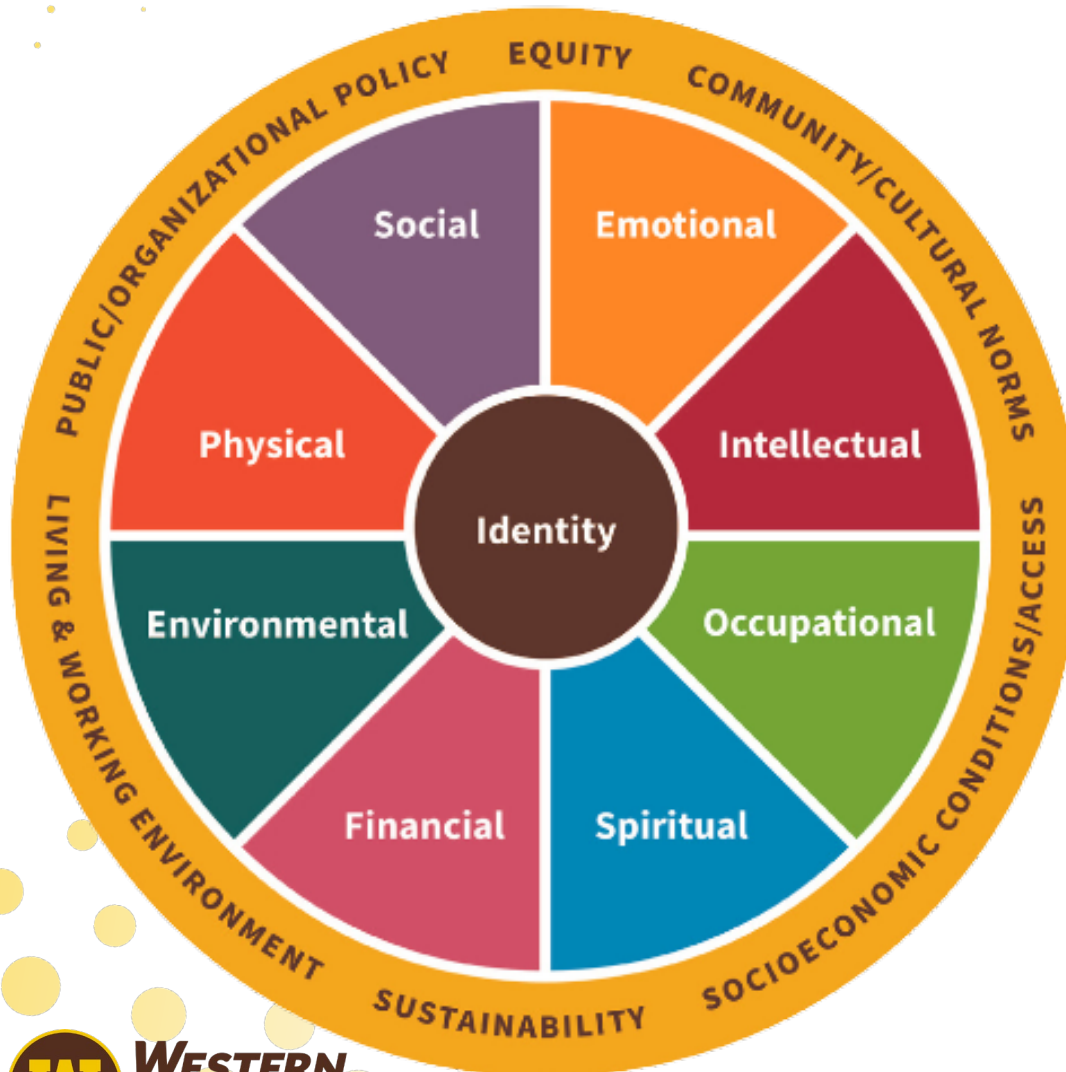 EQUITY
COMMUNITY/CULTURAL NORMS
SOCIOECONOMIC CONDITIONS/ACCESS
SUSTAINABILITY
LIVING & WORKING ENVIRONMENT
PUBLIC/ORGANIZATIONAL POLICY
Social
Emotional
Physical
Intellectual
Identity
Environmental
Occupational
Financial
Spiritual
WESTERN